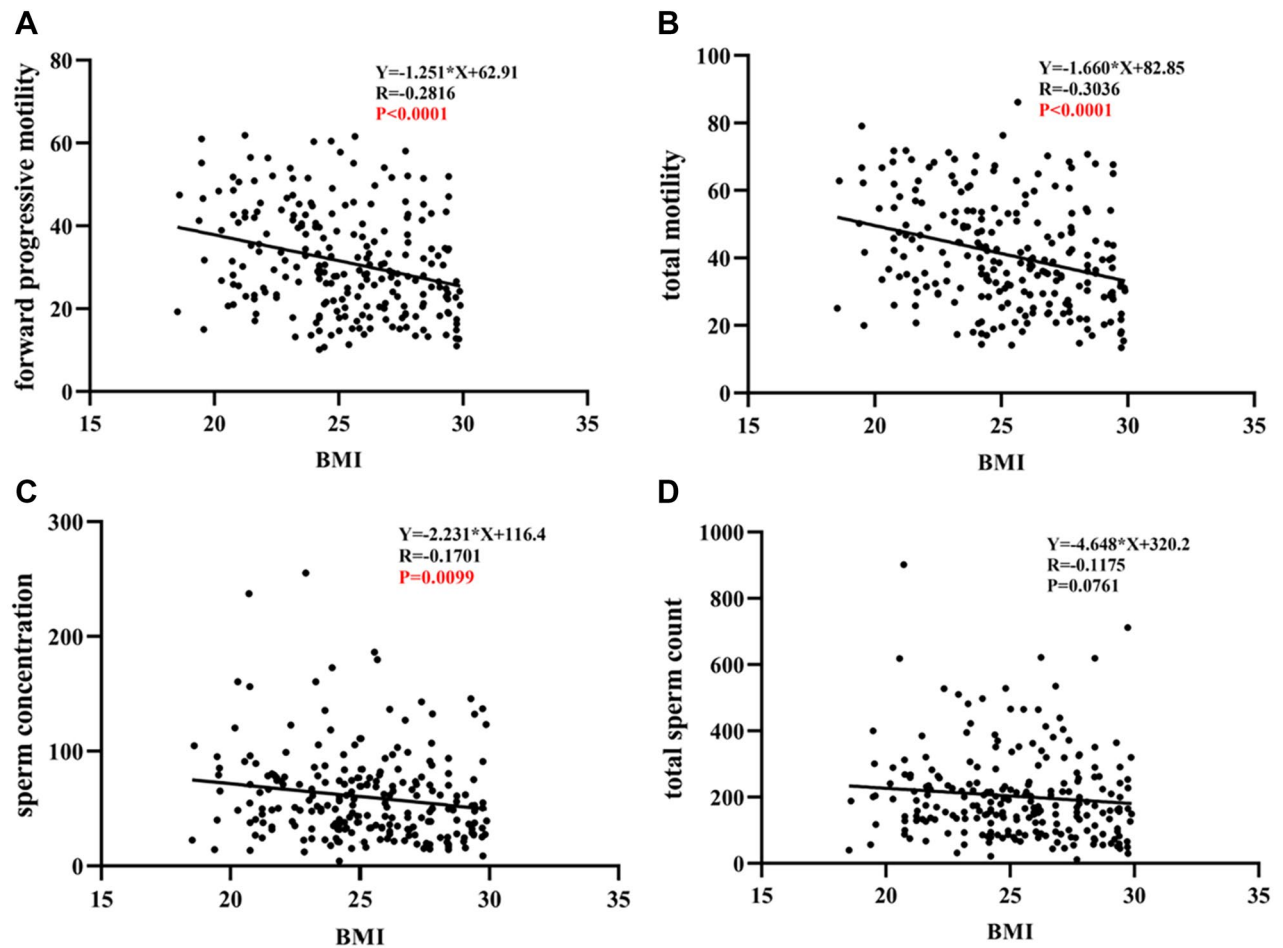 A
Y=-1.251*X+62.91
R=-0.2816
P<0.0001
forward progressive motility
80
60
40
20
0
15 20 25 30 35
BMI
B
Y=-1.660*X+82.85
R=-0.3036
P<0.0001
total motility
100
80
60
40
20
0
15 20 25 30 35
BMI
C
Y=-2.231*X+116.4
R=-0.1701
P=0.0099
sperm concentration
300
200
100
0
15 20 25 30 35
BMI
D
Y=-4.648*X+320.2
R=-0.1175
P=0.0761
total sperm count
1000
800
600
400
200
0
15 20 25 30 35
BMI